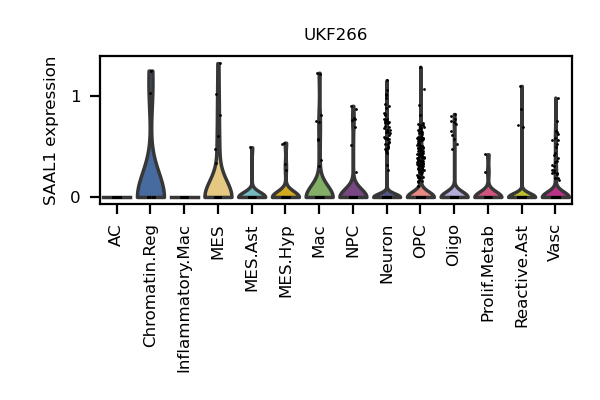 UKF266
SAAL1 expression
1
0
AC
Chromatin.Reg
Inflammatory.Mac
MES
MES.Ast
MES.Hyp
Mac
NPC
Neuron
OPC
Oligo
Prolif.Metab
Reactive.Ast
Vasc